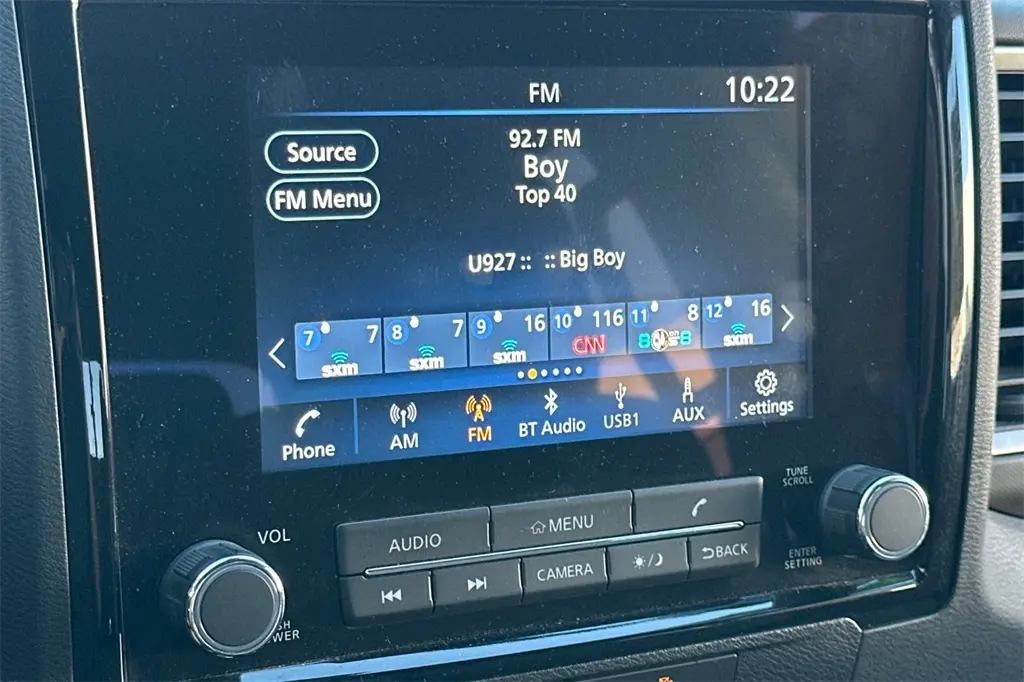 FM 10:22
Source
FM Menu
92.7 FM
Boy
Top 40
U927 :: :: Big Boy
7 7 sxm
8 7 sxm
9 16 sxm
10 116 CNN
11 8
12 16 sxm
Phone
AM
FM
BT Audio
USB1
AUX
Settings
VOL
AUDIO
MENU
TUNE
SCROLL
CAMERA
BACK
ENTER
SETTING